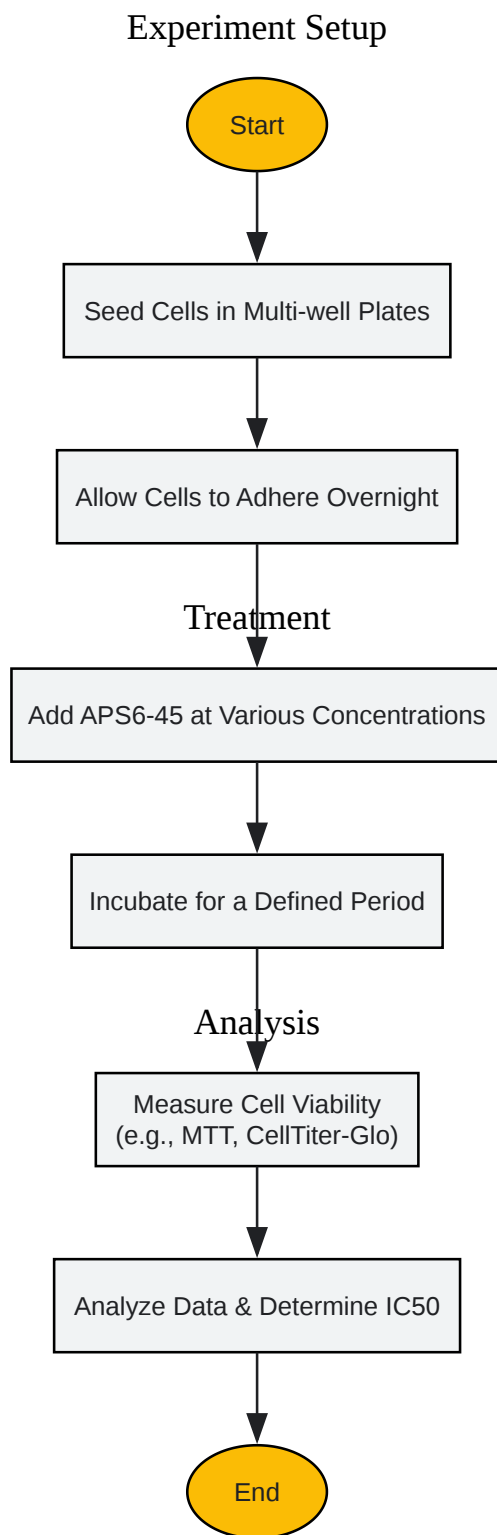 Experiment Setup
Start
Seed Cells in Multi-well Plates
Allow Cells to Adhere Overnight
Treatment
Add APS6-45 at Various Concentrations
Incubate for a Defined Period
Analysis
Measure Cell Viability
(e.g., MTT, CellTiter-Glo)
Analyze Data & Determine IC50
End